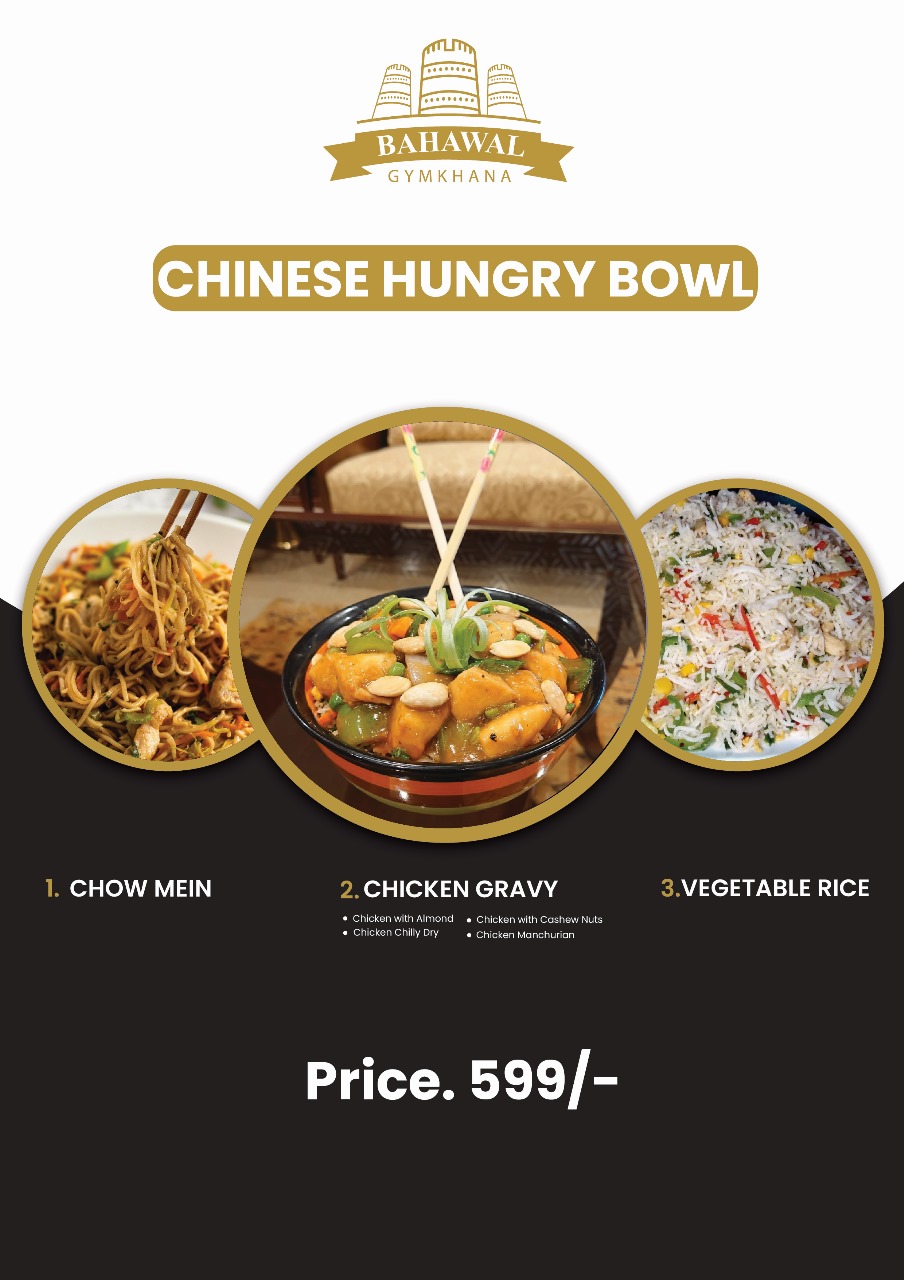 BAHAWAL
GYMKHANA
CHINESE HUNGRY BOWL
1. CHOW MEIN
2. CHICKEN GRAVY
• Chicken with Almond
• Chicken Chilly Dry
• Chicken with Cashew Nuts
• Chicken Manchurian
3.VEGETABLE RICE
Price. 599/-